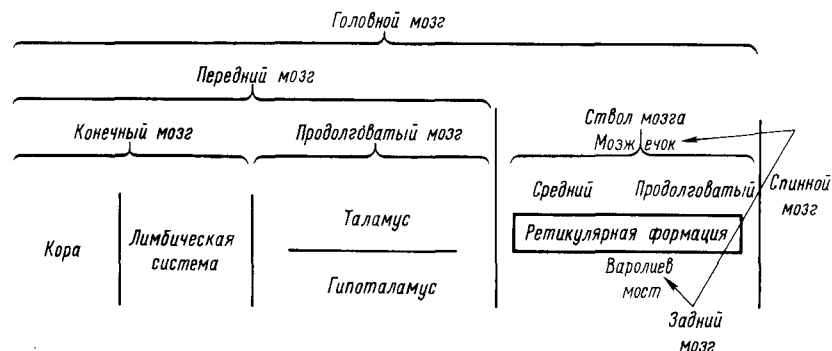 Головной мозг
Передний мозг
Ствол мозга
Мозжечок
Конечный мозг
Продолговатый мозг
Средний
Продолговатый
Спинной
мозг
Кора
Лимбическая
система
Таламус
Гипоталамус
Ретикулярная формация
Варолиев
мост
Задний
мозг